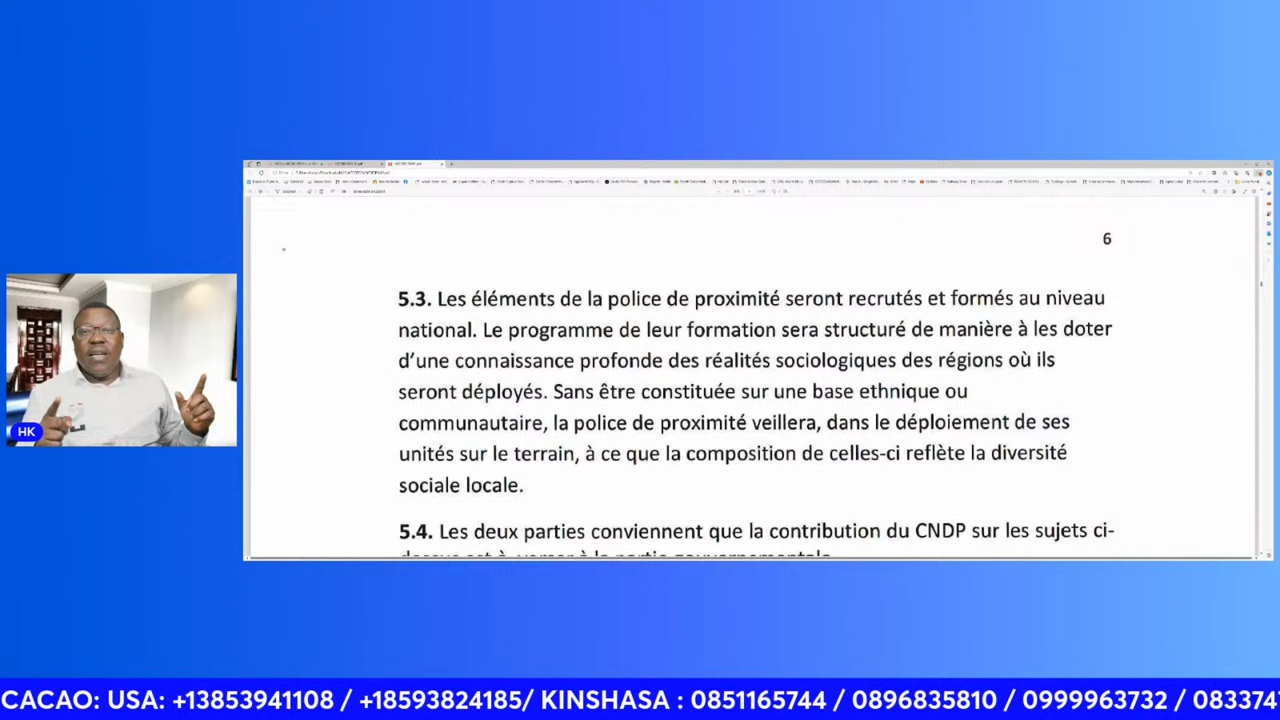 6
5.3. Les éléments de la police de proximité seront recrutés et formés au niveau
national. Le programme de leur formation sera structuré de manière à les doter
d’une connaissance profonde des réalités sociologiques des régions où ils
seront déployés. Sans être constituée sur une base ethnique ou
communautaire, la police de proximité veillera, dans le déploiement de ses
unités sur le terrain, à ce que la composition de celles-ci reflète la diversité
sociale locale.
5.4. Les deux parties conviennent que la contribution du CNDP sur les sujets ci-
HK
CACAO: USA: +13853941108 / +18593824185/ KINSHASA : 0851165744 / 0896835810 / 0999963732 / 083374